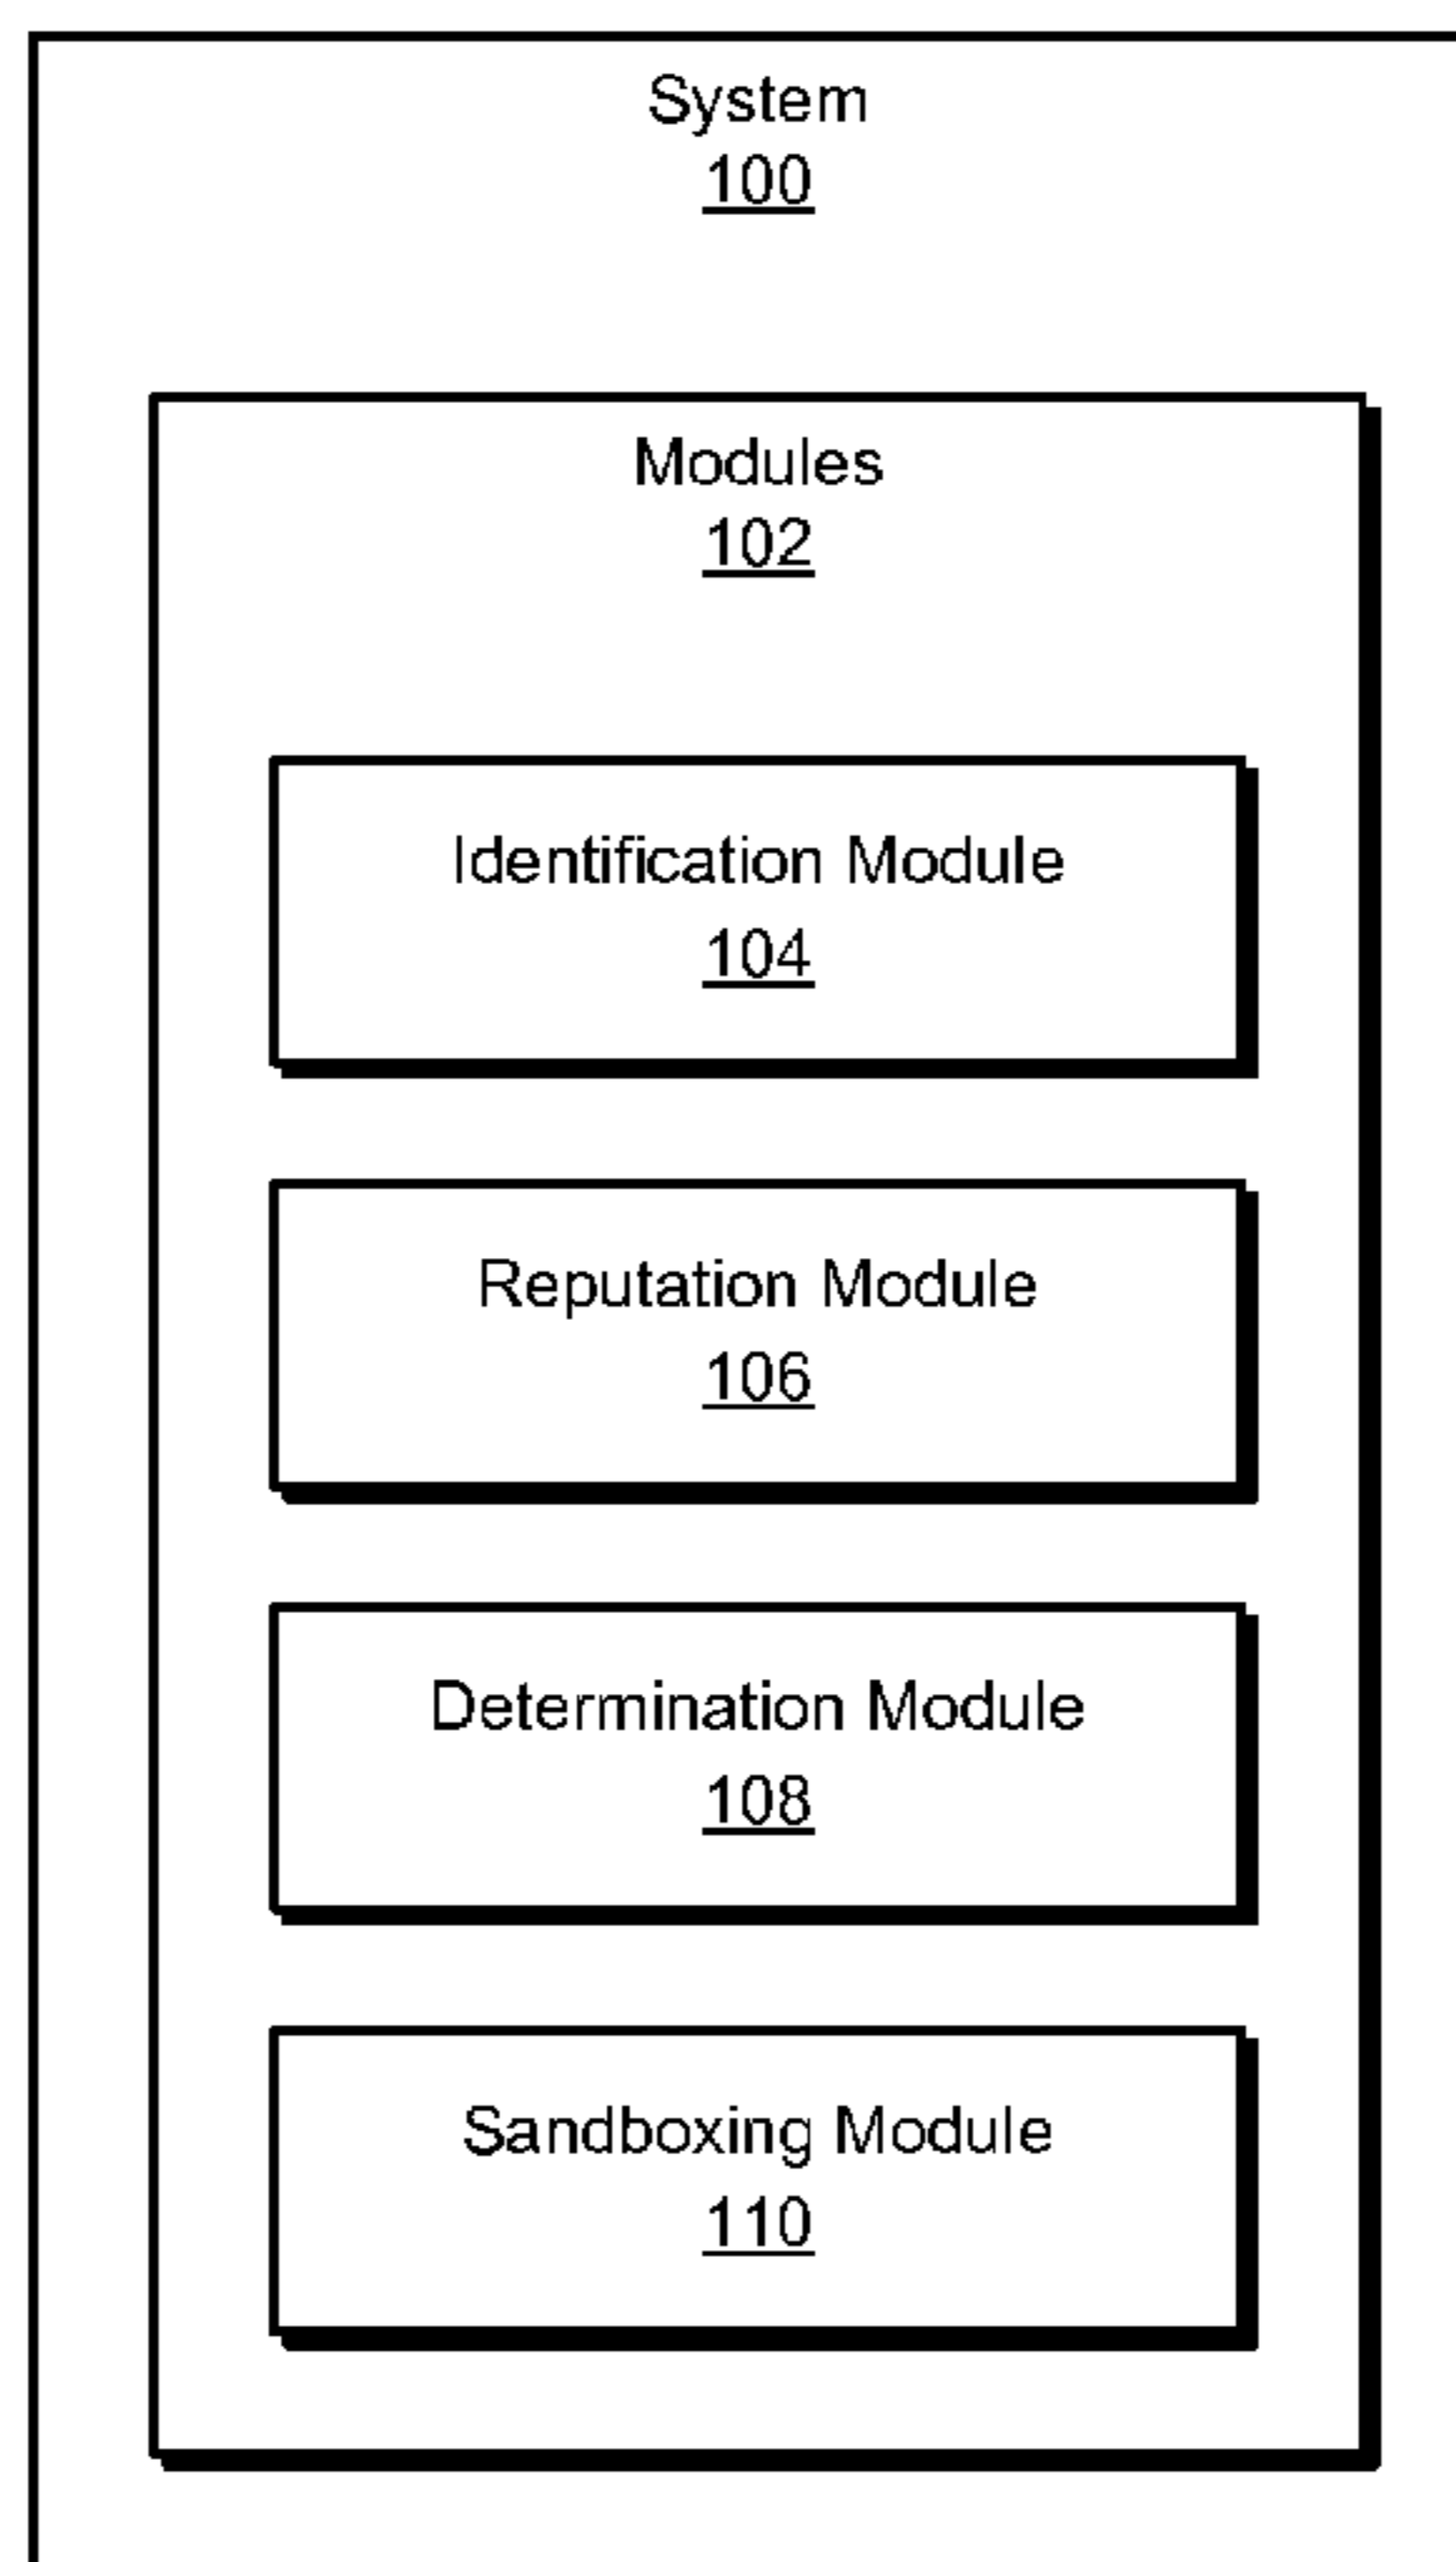 System
100
Modules
102
Identification Module
104
Reputation Module
106
Determination Module
108
Sandboxing Module
110